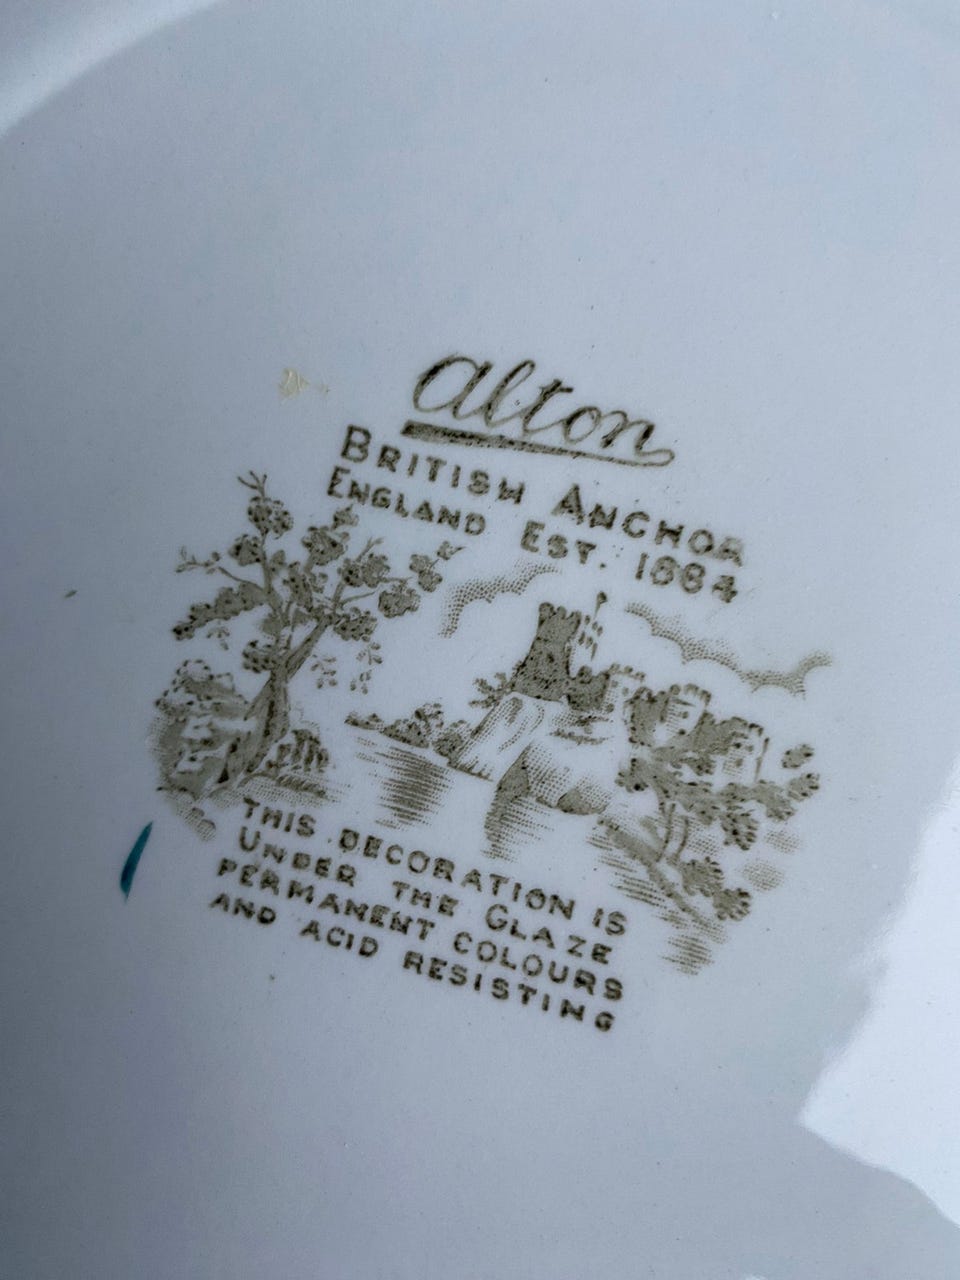 Alton
BRITISH ANCHOR
ENGLAND EST. 1884
THIS DECORATION IS
UNDER THE GLAZE
PERMANENT COLOURS
AND ACID RESISTING